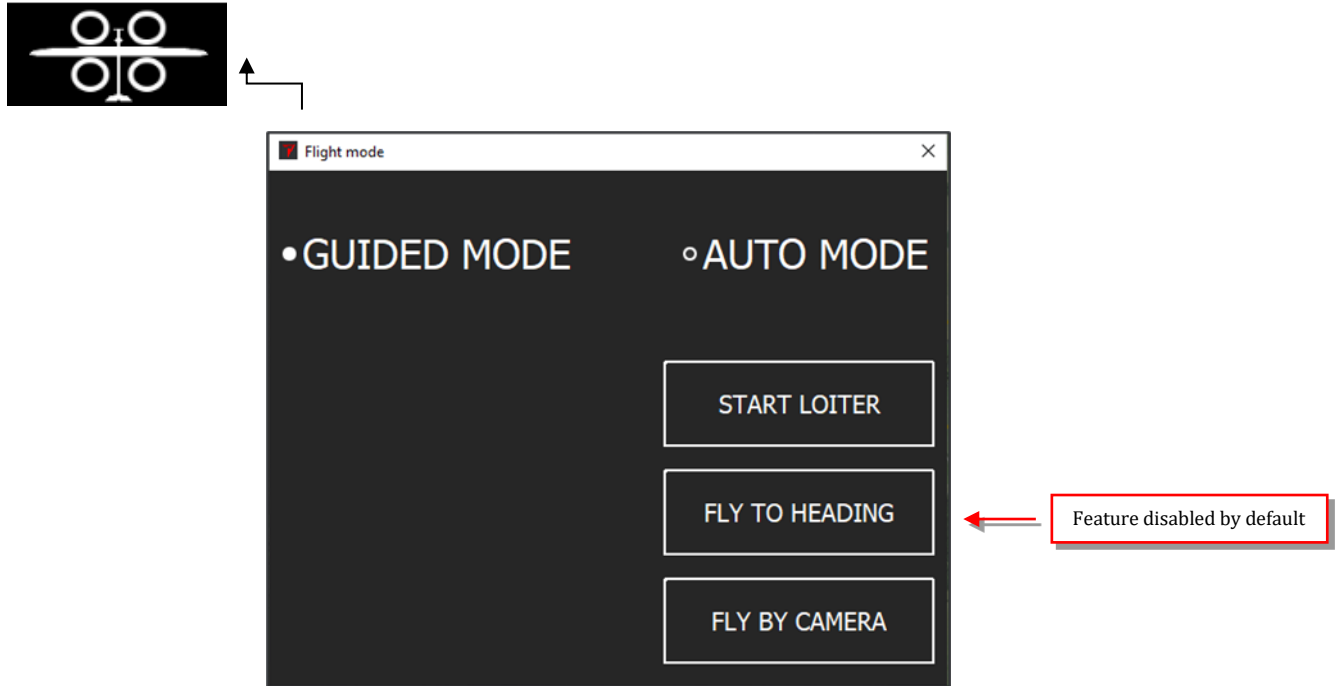 Flight mode
GUIDED MODE
AUTO MODE
START LOITER
FLY TO HEADING
Feature disabled by default
FLY BY CAMERA